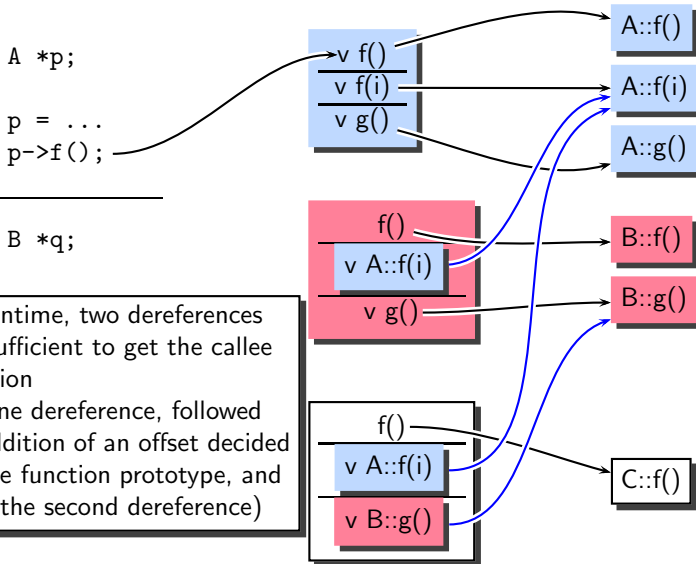 A *p;
p = ...
p->f();
B *q;
ntime, two dereferences
ufficient to get the callee
ion
ne dereference, followed
ddition of an offset decided
e function prototype, and
the second dereference)
v f()
v f(i)
v g()
f()
v A::f(i)
v g()
f()
v A::f(i)
v B::g()
A::f()
A::f(i)
A::g()
B::f()
B::g()
C::f()